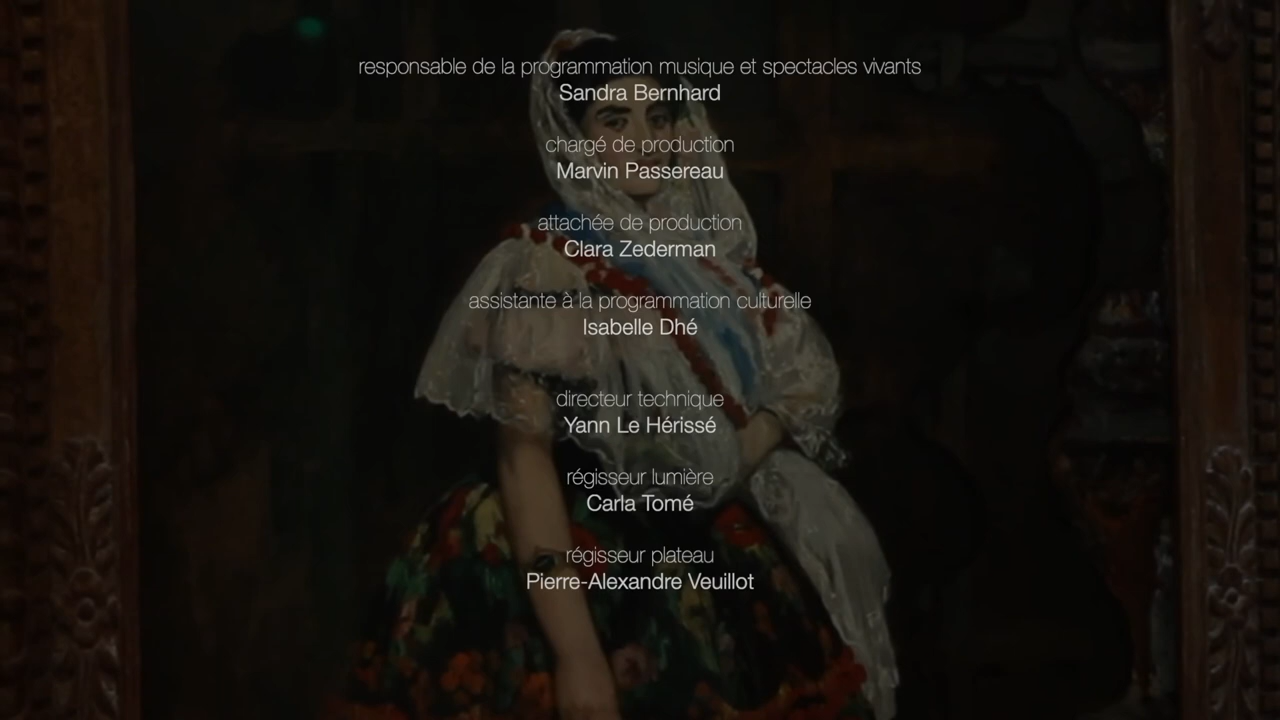 responsable de la programmation musique et spectacles vivants
Sandra Bernhard
chargé de production
Marvin Passereau
attachée de production
Clara Zederman
assistante à la programmation culturelle
Isabelle Dhé
directeur technique
Yann Le Hérissé
régisseur lumière
Carla Tomé
régisseur plateau
Pierre-Alexandre Veuillot